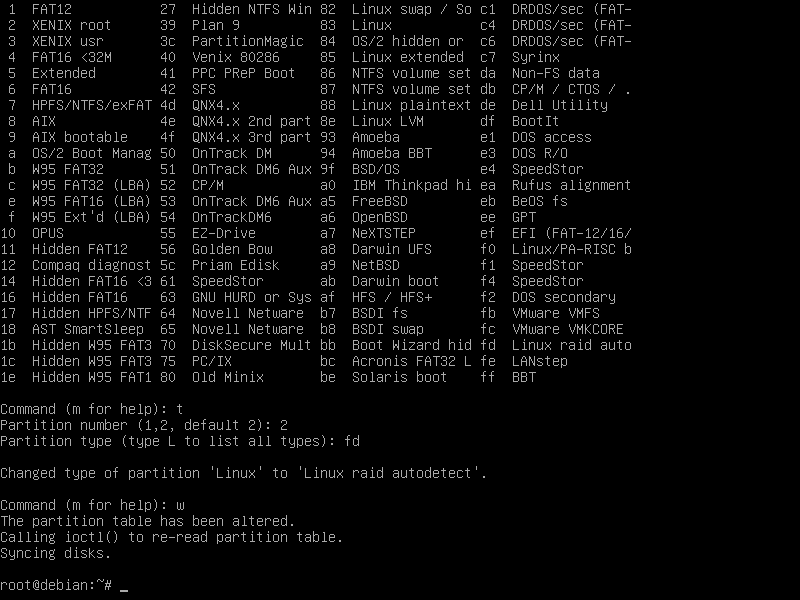 1  FAT12           27  Hidden NTFS Win 82  Linux swap / So c1  DRDOS/sec (FAT-
 2  XENIX root      39  Plan 9          83  Linux           c4  DRDOS/sec (FAT-
 3  XENIX usr       3c  PartitionMagic  84  OS/2 hidden or  c6  DRDOS/sec (FAT-
 4  FAT16 <32M      40  Venix 80286     85  Linux extended  c7  Syrinx
 5  Extended        41  PPC PReP Boot   86  NTFS volume set da  Non-FS data
 6  FAT16           42  SFS             87  NTFS volume set db  CP/M / CTOS / .
 7  HPFS/NTFS/exFAT 4d  QNX4.x          88  Linux plaintext de  Dell Utility
 8  AIX             4e  QNX4.x 2nd part 8e  Linux LVM       df  BootIt
 9  AIX bootable    4f  QNX4.x 3rd part 93  Amoeba          e1  DOS access
 a  OS/2 Boot Manag 50  OnTrack DM      94  Amoeba BBT      e3  DOS R/O
 b  W95 FAT32       51  OnTrack DM6 Aux 9f  BSD/OS          e4  SpeedStor
 c  W95 FAT32 (LBA) 52  CP/M            a0  IBM Thinkpad hi ea  Rufus alignment
 e  W95 FAT16 (LBA) 53  OnTrack DM6 Aux a5  FreeBSD         eb  BeOS fs
 f  W95 Ext'd (LBA) 54  OnTrackDM6      a6  OpenBSD         ee  GPT
10  OPUS            55  EZ-Drive        a7  NeXTSTEP        ef  EFI (FAT-12/16/
11  Hidden FAT12    56  Golden Bow      a8  Darwin UFS      f0  Linux/PA-RISC b
12  Compaq diagnost 5c  Priam Edisk     a9  NetBSD          f1  SpeedStor
14  Hidden FAT16 <3 61  SpeedStor       ab  Darwin boot     f4  SpeedStor
16  Hidden FAT16    63  GNU HURD or Sys af  HFS / HFS+      f2  DOS secondary
17  Hidden HPFS/NTF 64  Novell Netware  b7  BSDI fs         fb  VMware VMFS
18  AST SmartSleep  65  Novell Netware  b8  BSDI swap       fc  VMware VMKCORE
1b  Hidden W95 FAT3 70  DiskSecure Mult bb  Boot Wizard hid fd  Linux raid auto
1c  Hidden W95 FAT3 75  PC/IX           bc  Acronis FAT32 L fe  LANstep
1e  Hidden W95 FAT1 80  Old Minix       be  Solaris boot    ff  BBT
Command (m for help): t
Partition number (1,2, default 2): 2
Partition type (type L to list all types): fd
Changed type of partition 'Linux' to 'Linux raid autodetect'.
Command (m for help): w
The partition table has been altered.
Calling ioctl() to re-read partition table.
Syncing disks.
root@debian:~# _